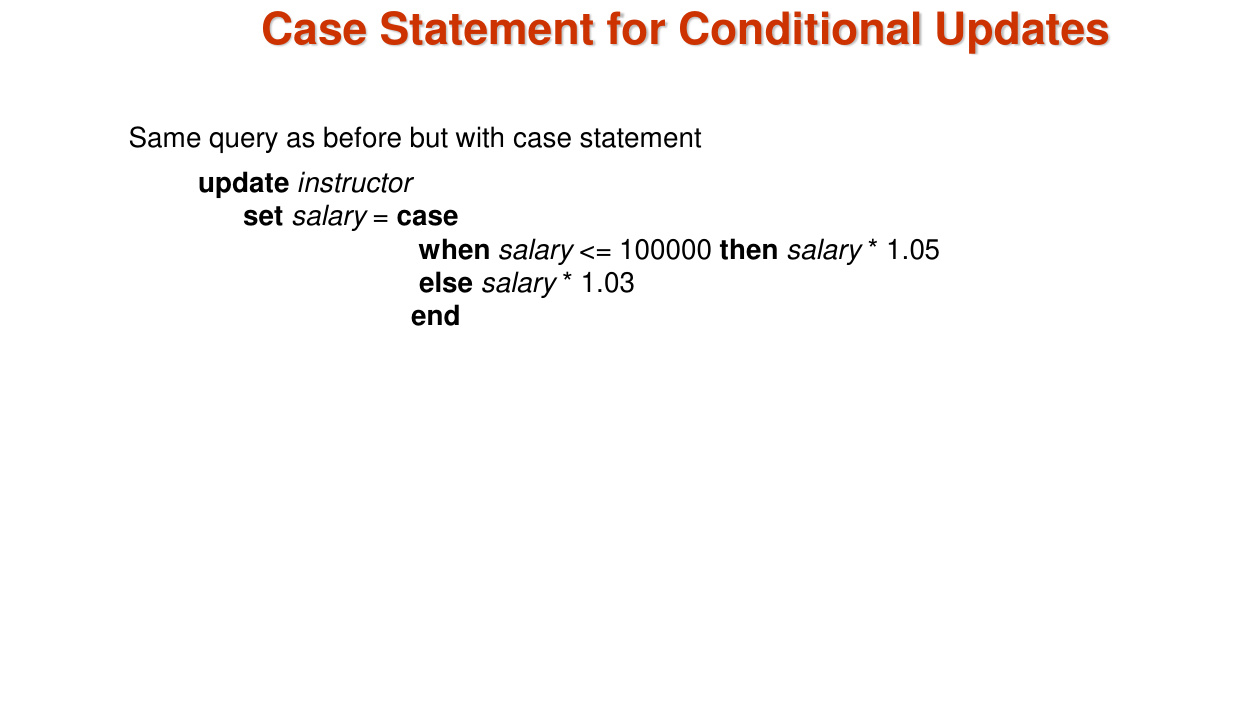 Case Statement for Conditional Updates
Same query as before but with case statement
update instructor
set salary = case
when salary <= 100000 then salary * 1.05
else salary * 1.03
end